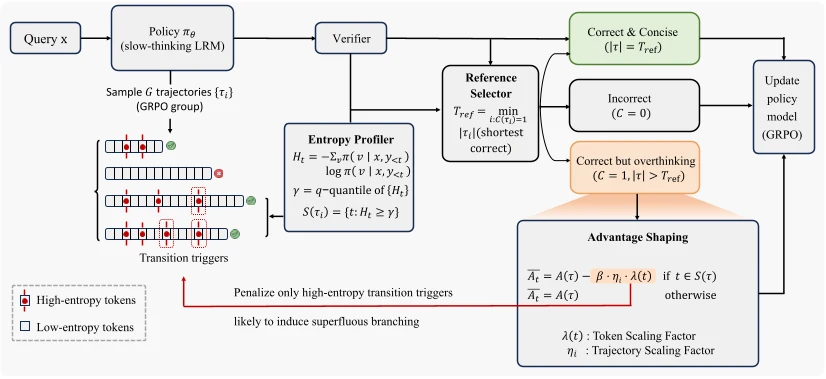 Query x
Policy π_θ
(slow-thinking LRM)
Verifier
Sample G trajectories {τ_i}
(GRPO group)
Transition triggers
High-entropy tokens
Low-entropy tokens
Entropy Profiler
H_t = −Σ_v π( v | x, y_{<t})
log π( v | x, y_{<t})
γ = q−quantile of {H_t}
S(τ_i) = {t: H_t ≥ γ}
Reference
Selector
T_ref = min_{i:C(τ_i)=1}
|τ_i|(shortest
correct)
Correct & Concise
(|τ| = T_ref)
Incorrect
(C = 0)
Correct but overthinking
(C = 1, |τ| > T_ref)
Update
policy
model
(GRPO)
Advantage Shaping
\overline{A_t} = A(τ) − β · η_i · λ(t) if t ∈ S(τ)
\overline{A_t} = A(τ) otherwise
λ(t) : Token Scaling Factor
η_i : Trajectory Scaling Factor
Penalize only high-entropy transition triggers
likely to induce superfluous branching